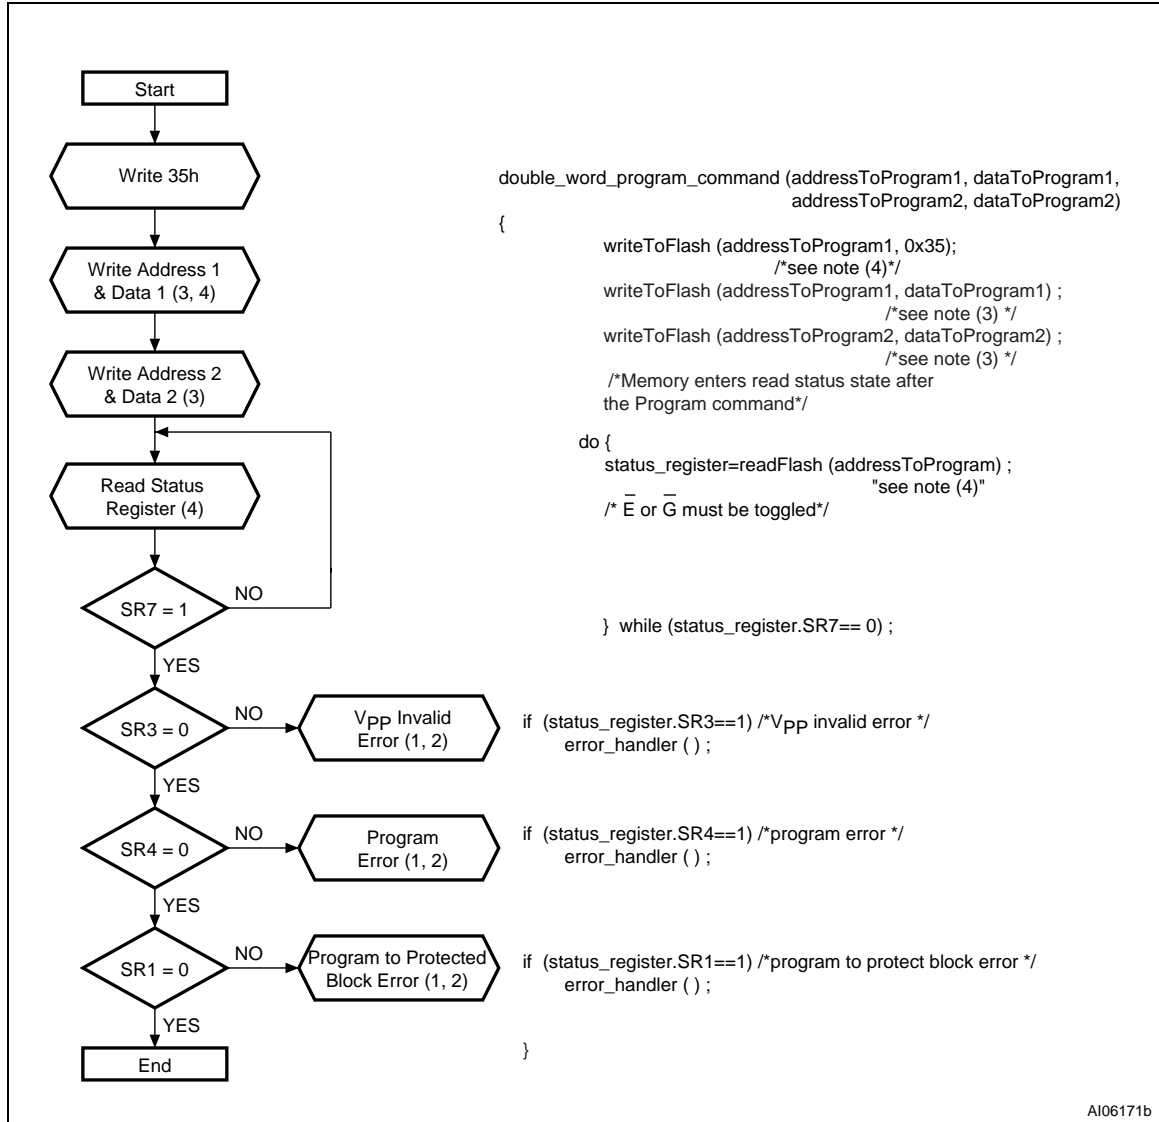 Start
Write 35h
Write Address 1
& Data 1 (3, 4)
Write Address 2
& Data 2 (3)
Read Status
Register (4)
SR7 = 1
NO
YES
SR3 = 0
NO
VPP Invalid
Error (1, 2)
YES
SR4 = 0
NO
Program
Error (1, 2)
YES
SR1 = 0
NO
Program to Protected
Block Error (1, 2)
YES
End
double_word_program_command (addressToProgram1, dataToProgram1,
addressToProgram2, dataToProgram2)
{
writeToFlash (addressToProgram1, 0x35);
/*see note (4)*/
writeToFlash (addressToProgram1, dataToProgram1) ;
/*see note (3) */
writeToFlash (addressToProgram2, dataToProgram2) ;
/*see note (3) */
/*Memory enters read status state after
the Program command*/
do {
status_register=readFlash (addressToProgram) ;
"see note (4)"
/* E̅ or G̅ must be toggled*/
} while (status_register.SR7== 0) ;
if (status_register.SR3==1) /*VPP invalid error */
error_handler ( ) ;
if (status_register.SR4==1) /*program error */
error_handler ( ) ;
if (status_register.SR1==1) /*program to protect block error */
error_handler ( ) ;
}
AI06171b